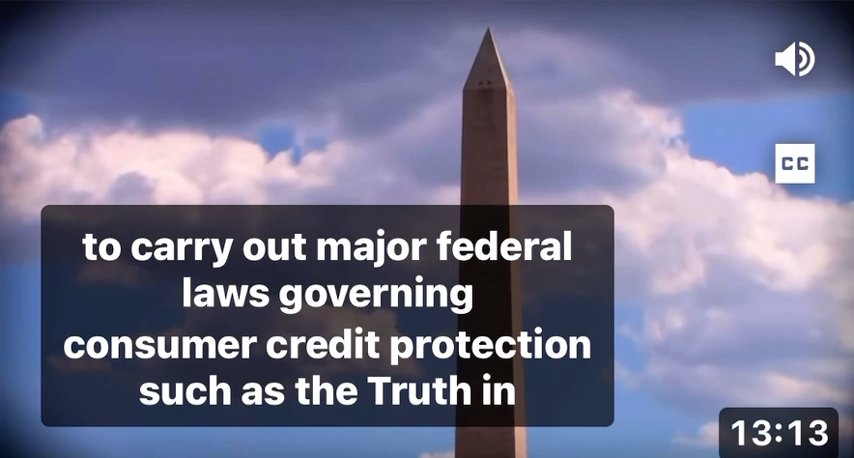 CC
to carry out major federal
laws governing
consumer credit protection
such as the Truth in
13:13